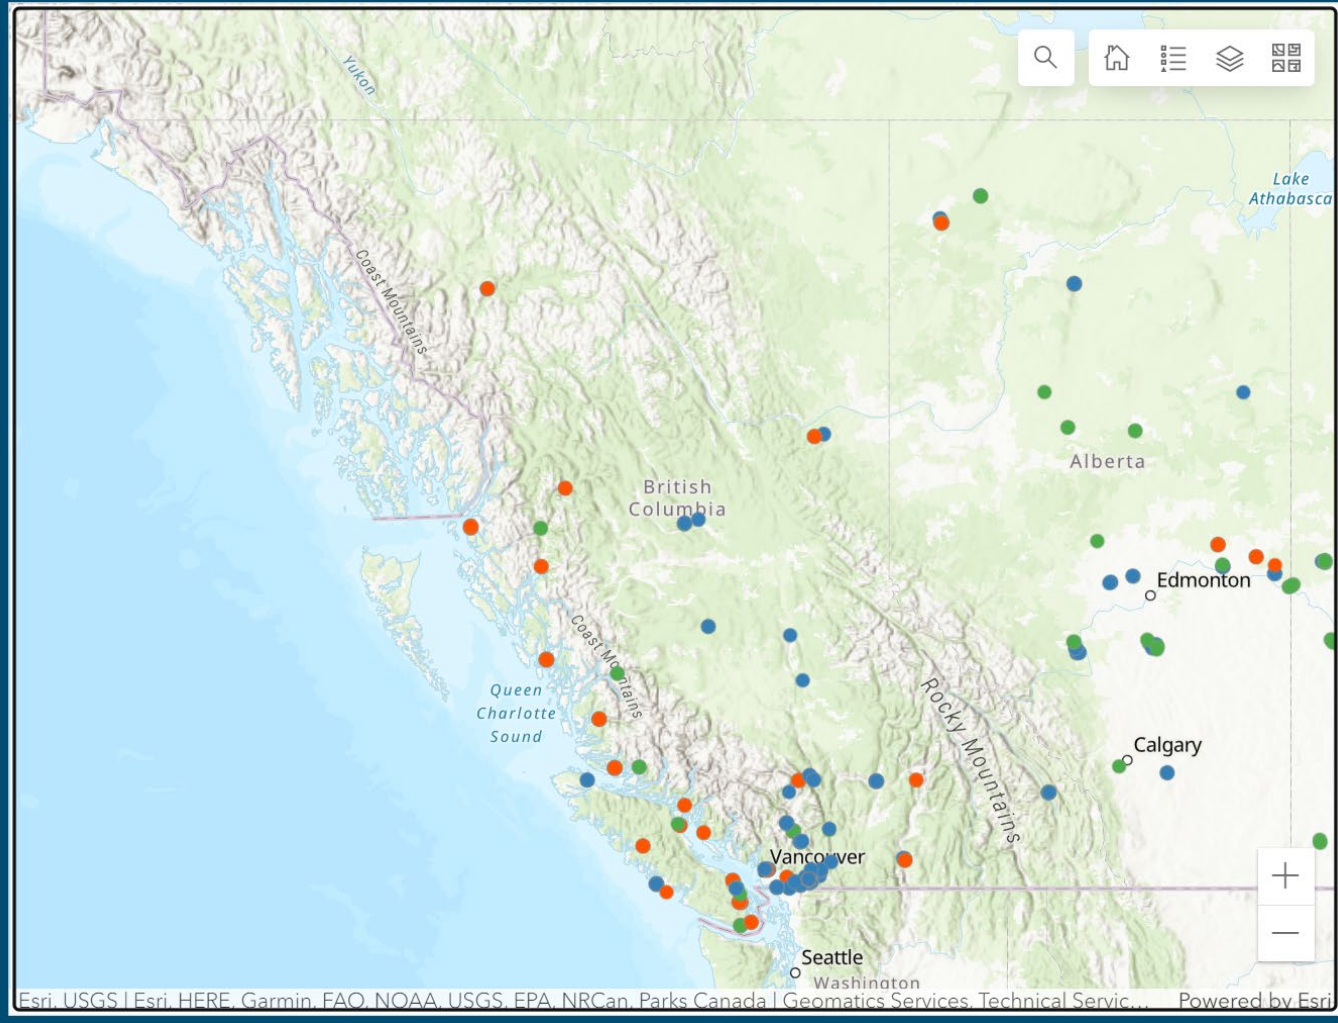 Yukon
Lake
Athabasca
Coast Mountains
British
Columbia
Alberta
Edmonton
Coast Mountains
Queen
Charlotte
Sound
Rocky Mountains
Calgary
Vancouver
Seattle
Washington
Esri, USGS | Esri, HERE, Garmin, FAO, NOAA, USGS, EPA, NRCan, Parks Canada | Geomatics Services, Technical Servic... Powered by Esri